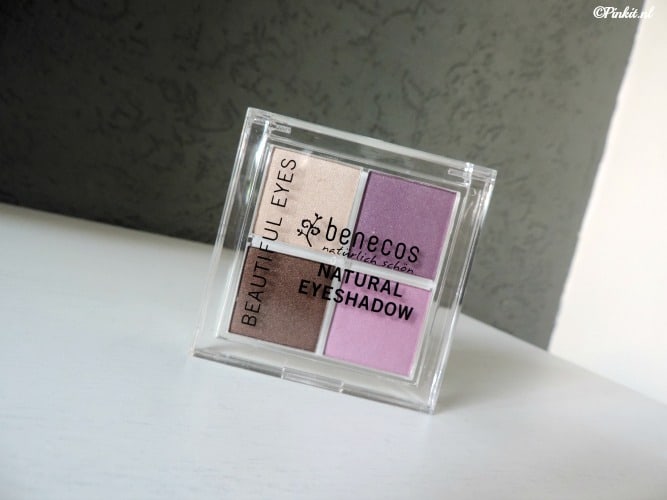 ©Pinkit.nl
BEAUTIFUL EYES
benecos
natürlich schön
NATURAL
EYESHADOW